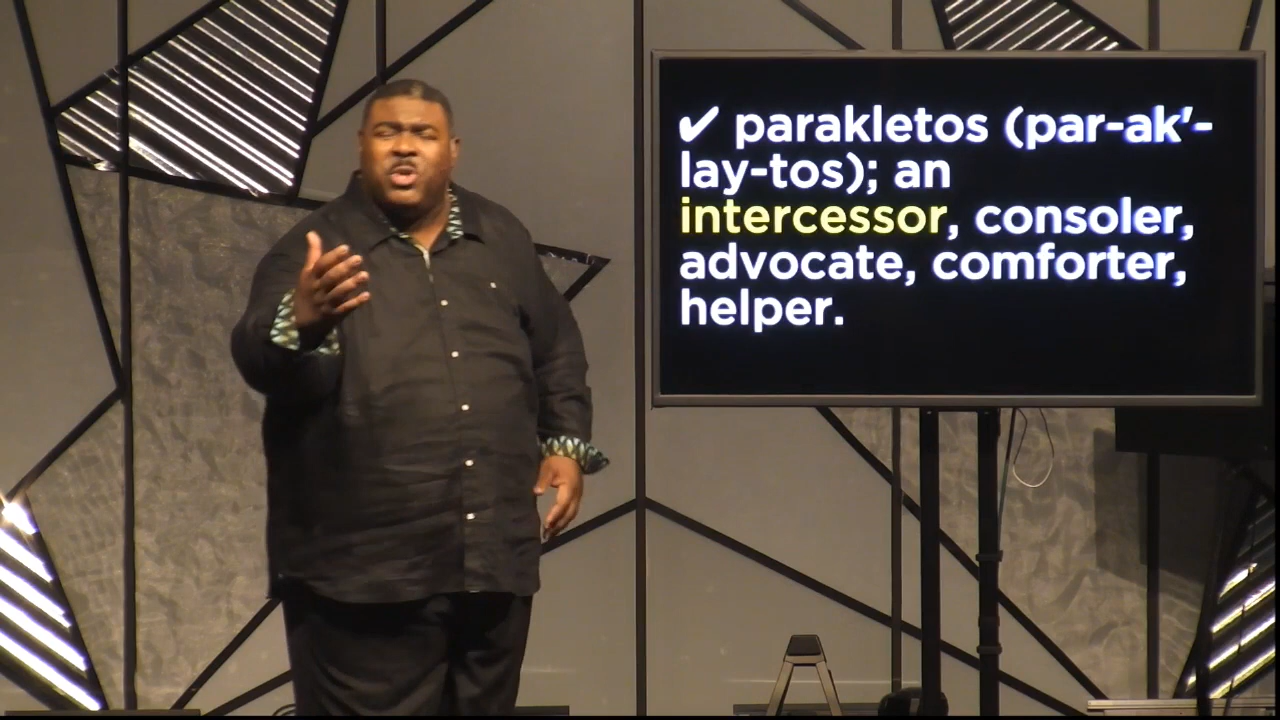 ✔ parakletos (par-ak'-
lay-tos); an
intercessor, consoler,
advocate, comforter,
helper.